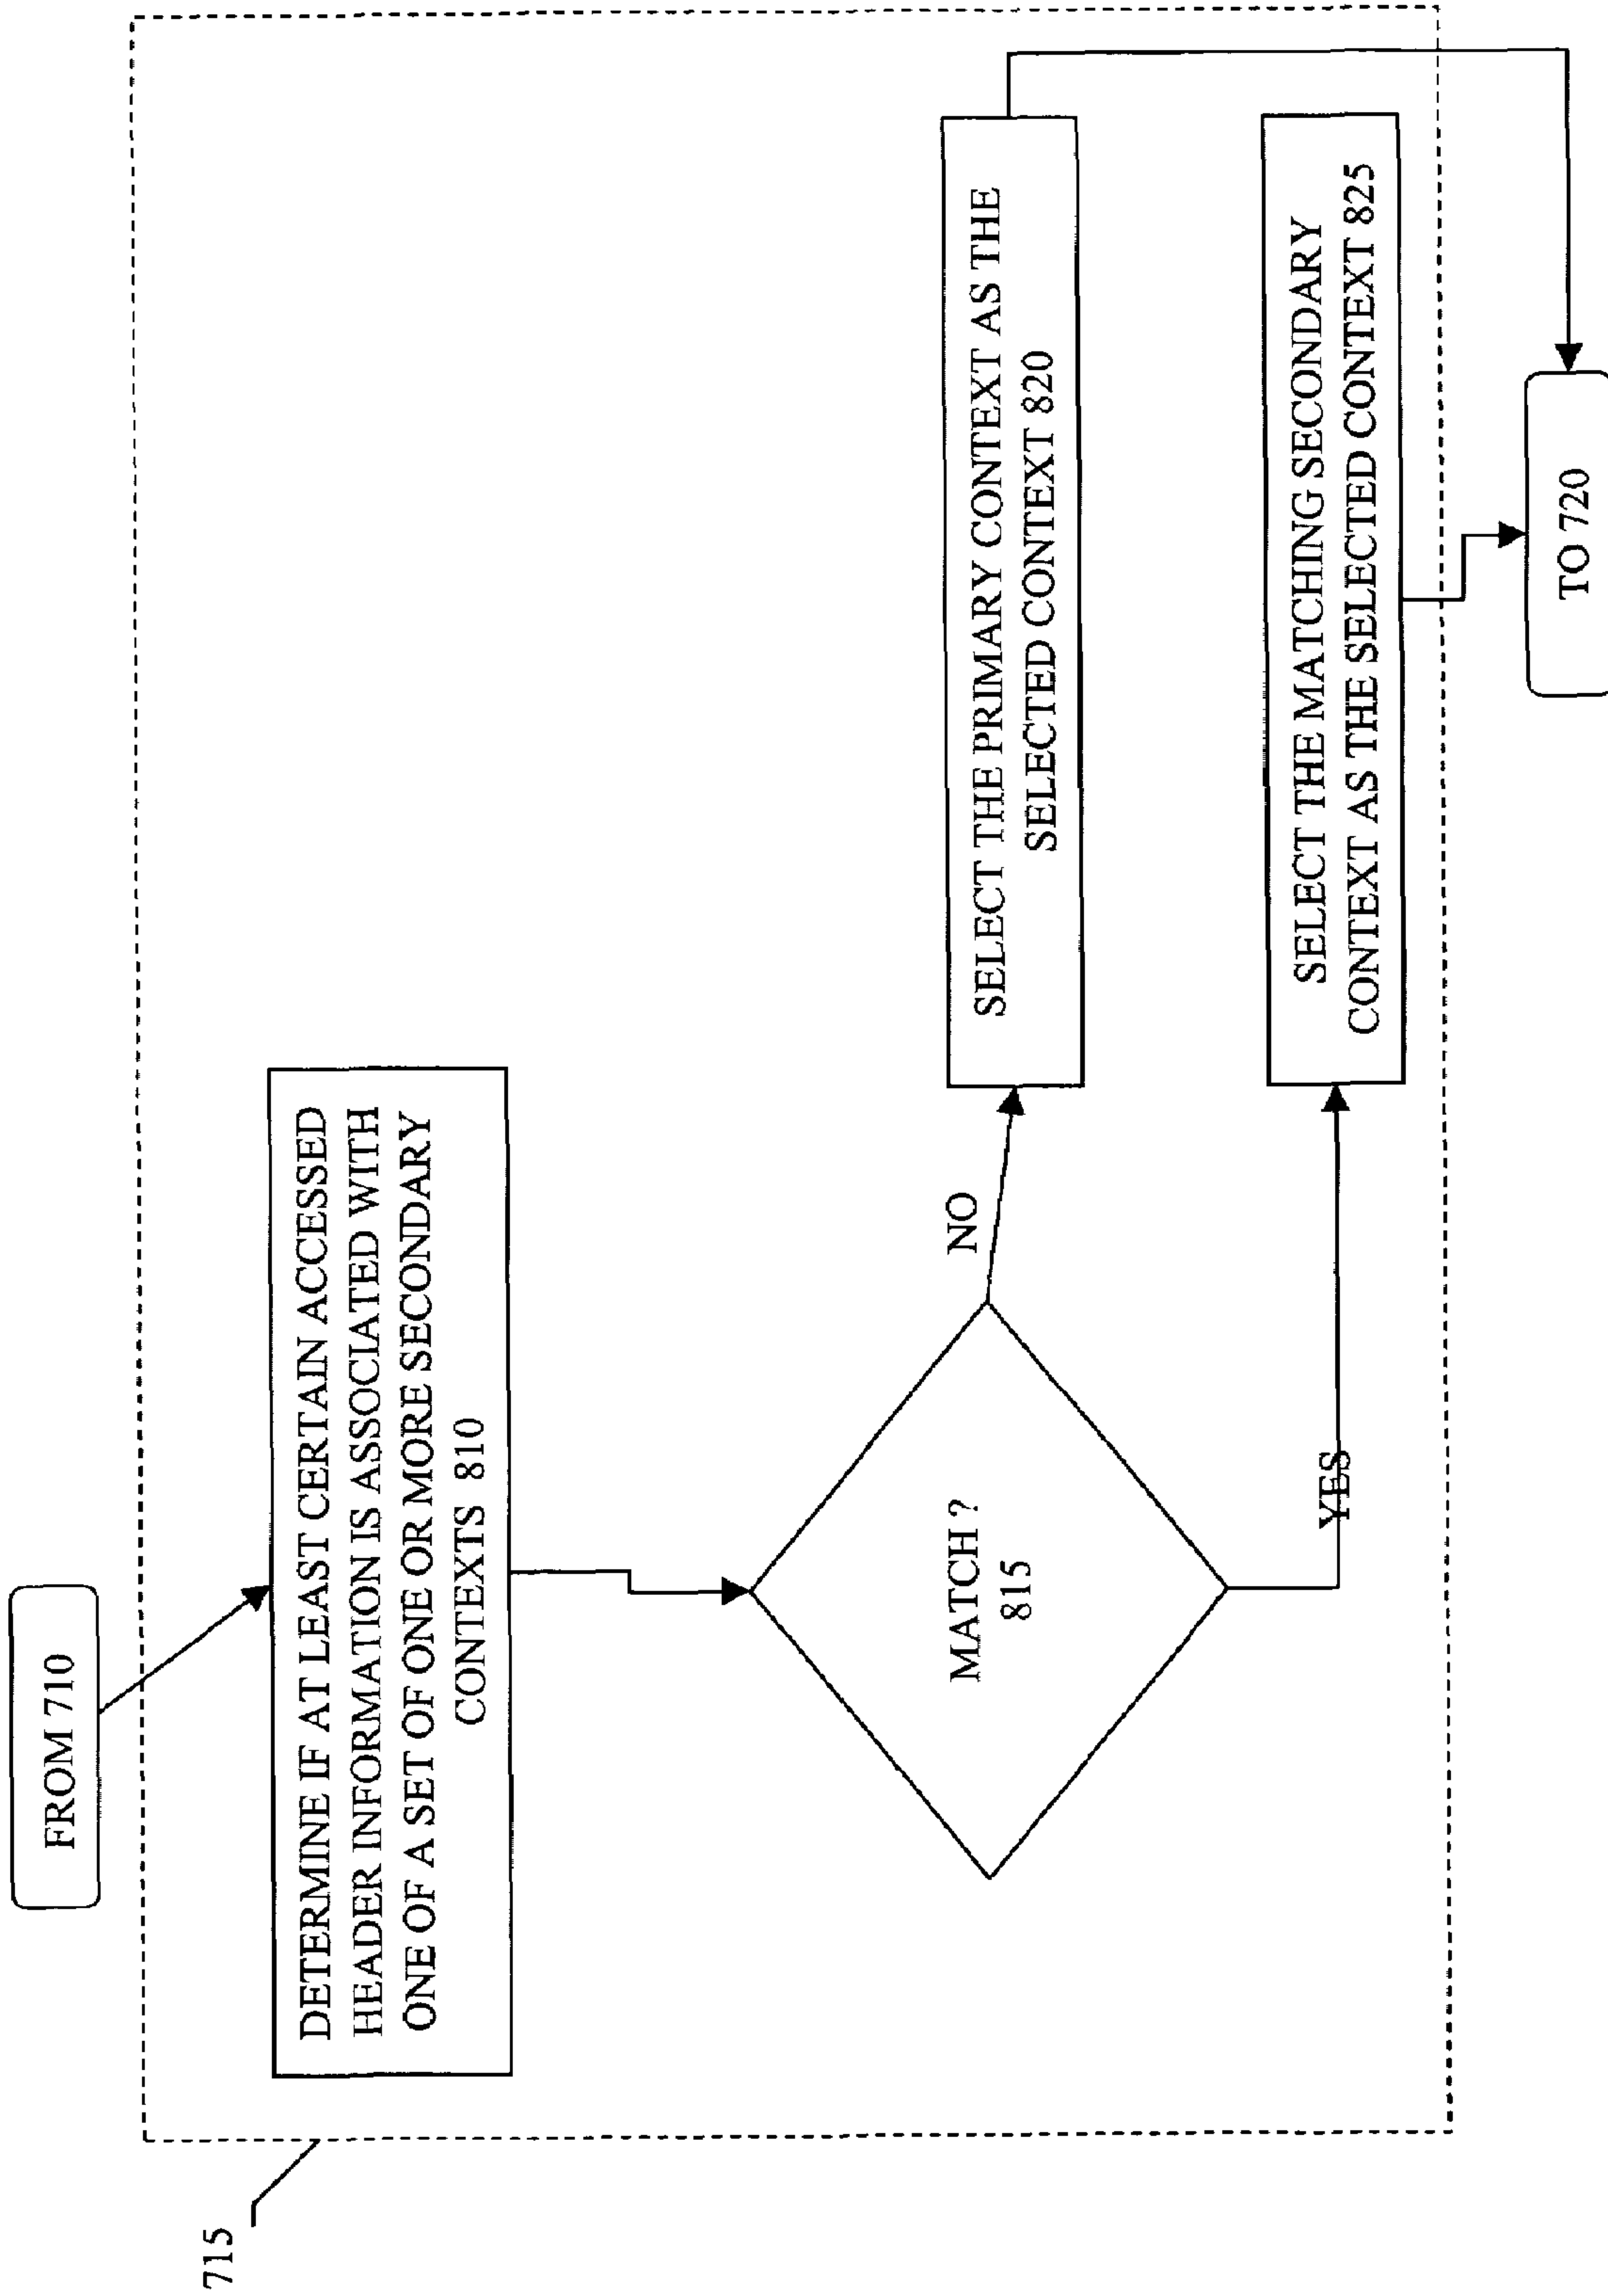 FROM 710
715
DETERMINE IF AT LEAST CERTAIN ACCESSED
HEADER INFORMATION IS ASSOCIATED WITH
ONE OF A SET OF ONE OR MORE SECONDARY
CONTEXTS 810
MATCH ?
815
NO
SELECT THE PRIMARY CONTEXT AS THE
SELECTED CONTEXT 820
YES
SELECT THE MATCHING SECONDARY
CONTEXT AS THE SELECTED CONTEXT 825
TO 720